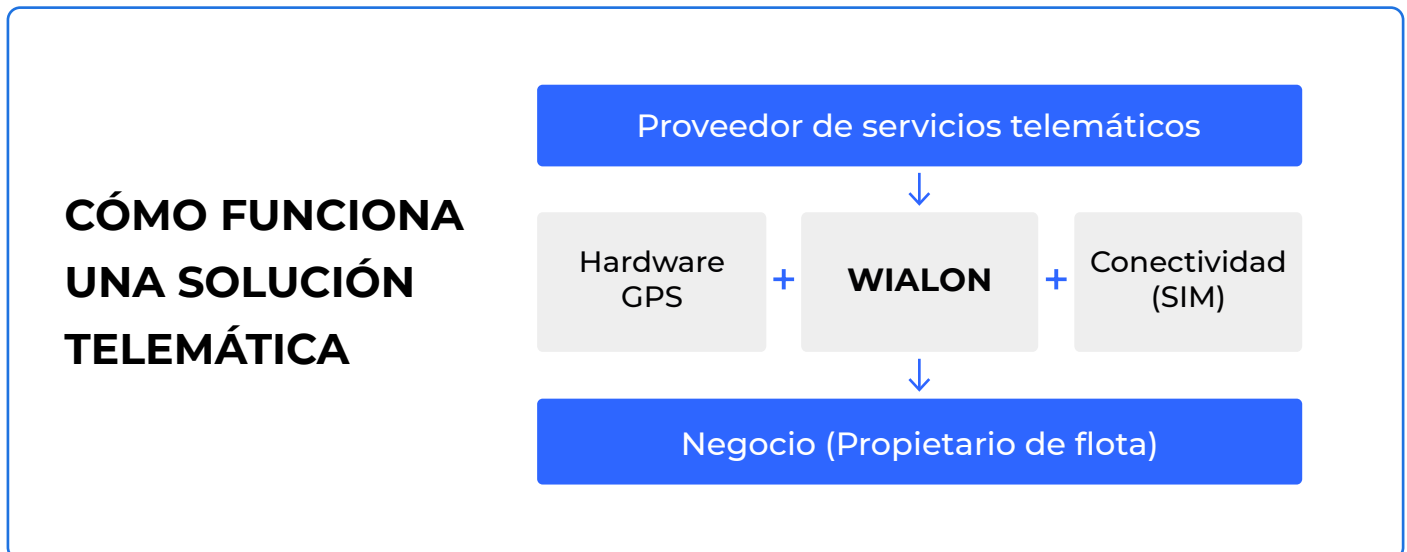 CÓMO FUNCIONA
UNA SOLUCIÓN
TELEMÁTICA
Proveedor de servicios telemáticos
Hardware
GPS
+
WIALON
+
Conectividad
(SIM)
Negocio (Propietario de flota)